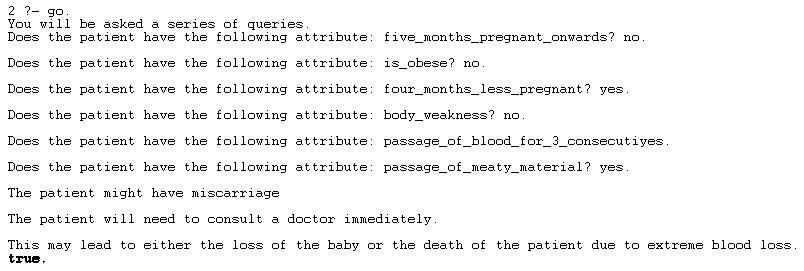 2 ?- go.
You will be asked a series of queries.
Does the patient have the following attribute: five_months_pregnant_onwards? no.
Does the patient have the following attribute: is_obese? no.
Does the patient have the following attribute: four_months_less_pregnant? yes.
Does the patient have the following attribute: body_weakness? no.
Does the patient have the following attribute: passage_of_blood_for_3_consecutiyes.
Does the patient have the following attribute: passage_of_meaty_material? yes.
The patient might have miscarriage
The patient will need to consult a doctor immediately.
This may lead to either the loss of the baby or the death of the patient due to extreme blood loss.
true.